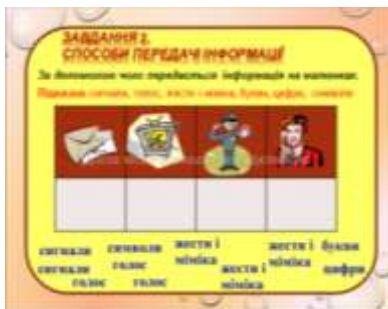 ЗАВДАННЯ 2.
СПОСОБИ ПЕРЕДАЧІ ІНФОРМАЦІЇ
За допомогою чого передається інформація на малюнках.
Підказка: сигнали, голос, жести і міміка, букви, цифри, символи
сигнали символи жести і жести і букви
сигнали голос міміка жести і міміка цифри
голос голос міміка